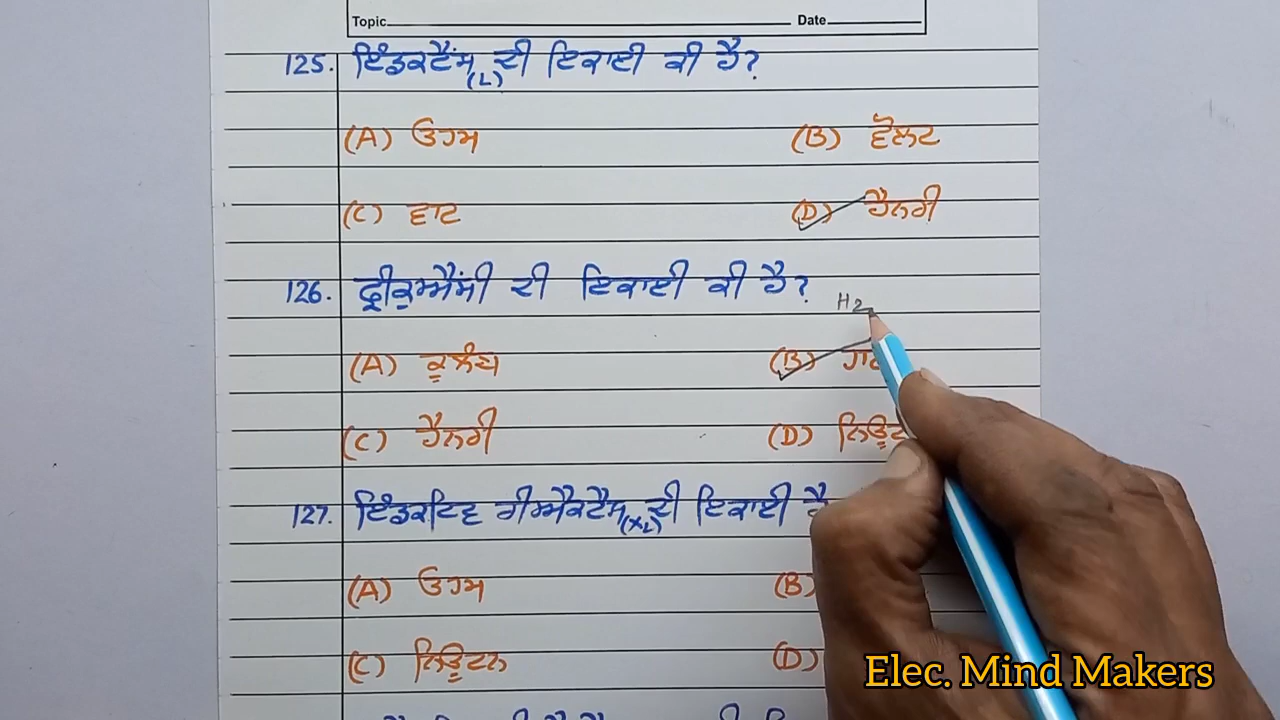 Topic Date
125. ਇੰਡਕਟੈਂਸ (L) ਦੀ ਇਕਾਈ ਕੀ ਹੈ?
(A) ਓਹਮ (B) ਵੋਲਟ
(C) ਵਾਟ (D) ਹੈਨਰੀ
126. ਫ੍ਰੀਕੁਐਂਸੀ ਦੀ ਇਕਾਈ ਕੀ ਹੈ?
HZ
(A) ਕੂਲੰਬ (B)
(C) ਹੈਨਰੀ (D)
127. ਇੰਡਕਟਿਵ ਰੀਐਕਟੈਂਸ (XL) ਦੀ ਇਕਾਈ
(A) ਓਹਮ (B)
(C) ਨਿਊਟਨ (D)
Elec. Mind Makers